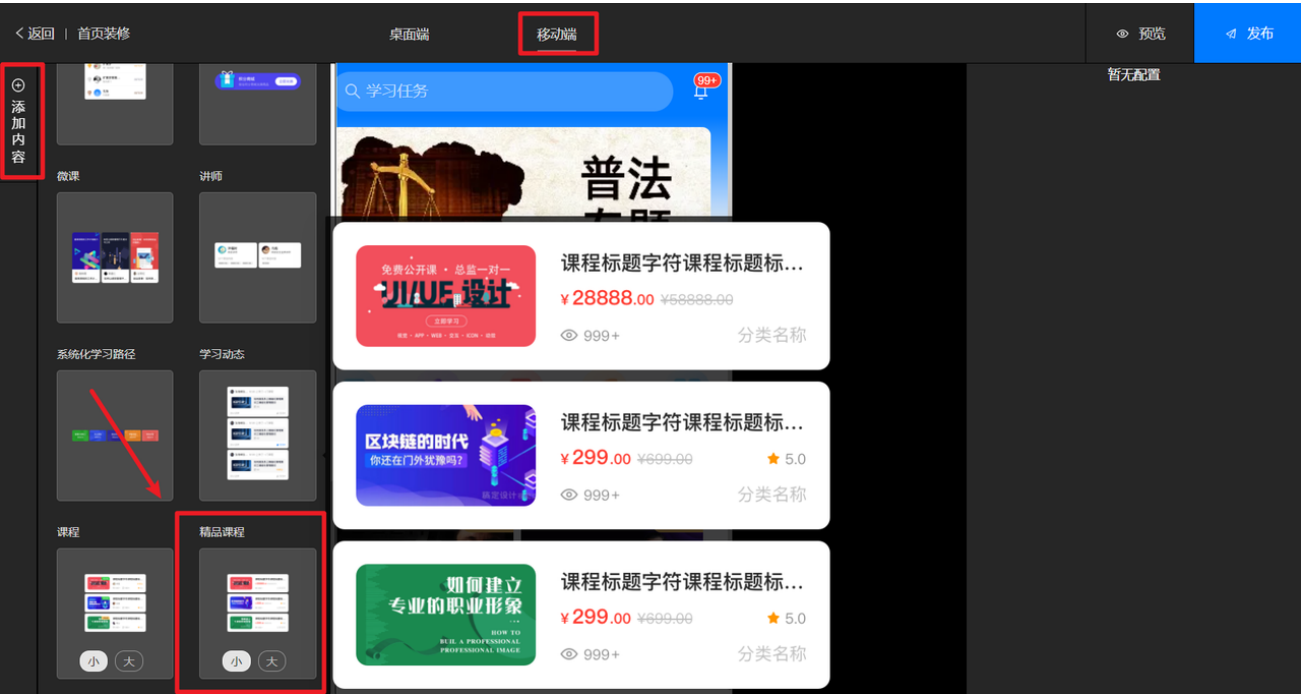 返回 | 首页装修
桌面端
移动端
预览
发布
添加内容
暂无配置
学习任务
99+
普法
微课
讲师
系统化学习路径
学习动态
课程
精品课程
小
大
小
大
免费公开课 · 总监一对一
UI/UE 设计
立即学习
课程标题字符课程标题标...
¥28888.00 ¥58888.00
999+
分类名称
区块链的时代
你还在门外犹豫吗?
搞定设计
课程标题字符课程标题标...
¥299.00 ¥699.00
5.0
999+
分类名称
如何建立
专业的职业形象
HOW TO
BUIL A PROFESSIONAL
PROFESSIONAL IMAGE
课程标题字符课程标题标...
¥299.00 ¥699.00
5.0
999+
分类名称